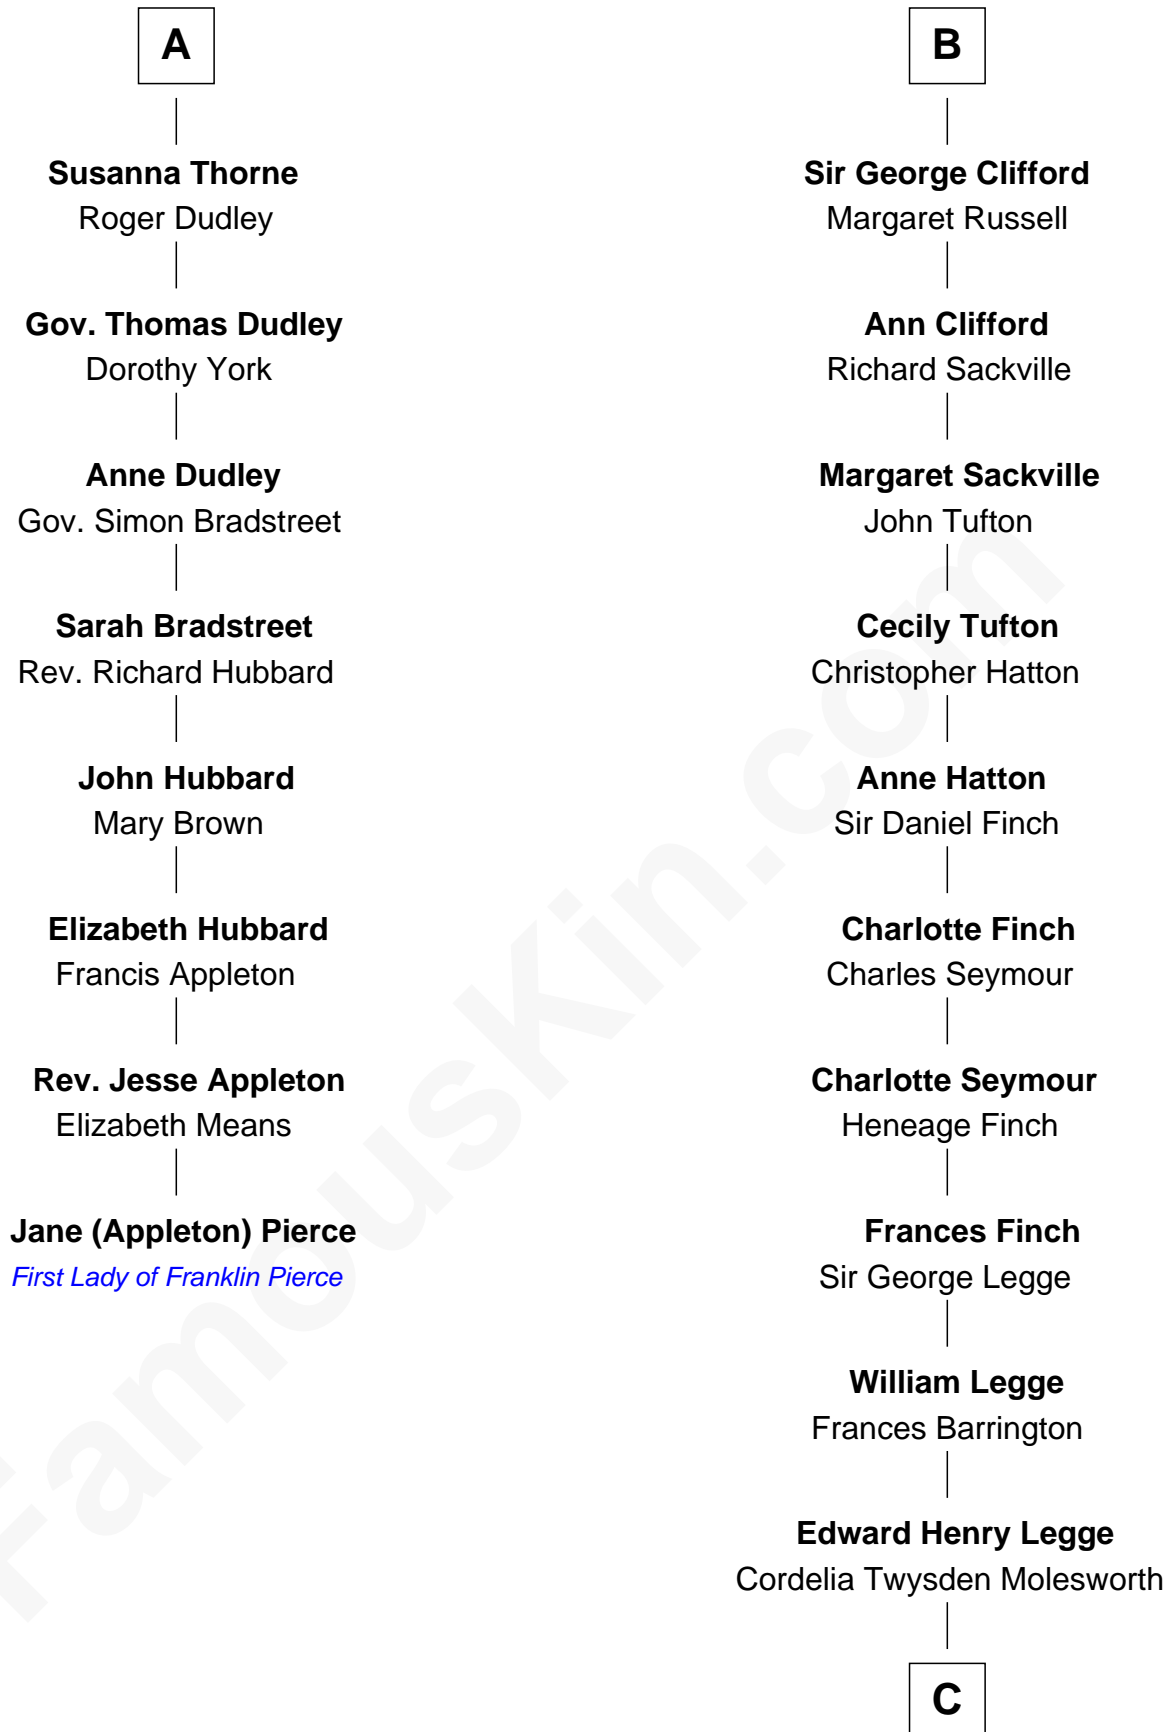 A
Susanna Thorne
Roger Dudley
Gov. Thomas Dudley
Dorothy York
Anne Dudley
Gov. Simon Bradstreet
Sarah Bradstreet
Rev. Richard Hubbard
John Hubbard
Mary Brown
Elizabeth Hubbard
Francis Appleton
Rev. Jesse Appleton
Elizabeth Means
Jane (Appleton) Pierce
First Lady of Franklin Pierce
B
Sir George Clifford
Margaret Russell
Ann Clifford
Richard Sackville
Margaret Sackville
John Tufton
Cecily Tufton
Christopher Hatton
Anne Hatton
Sir Daniel Finch
Charlotte Finch
Charles Seymour
Charlotte Seymour
Heneage Finch
Frances Finch
Sir George Legge
William Legge
Frances Barrington
Edward Henry Legge
Cordelia Twysden Molesworth
C
FamousKin.com